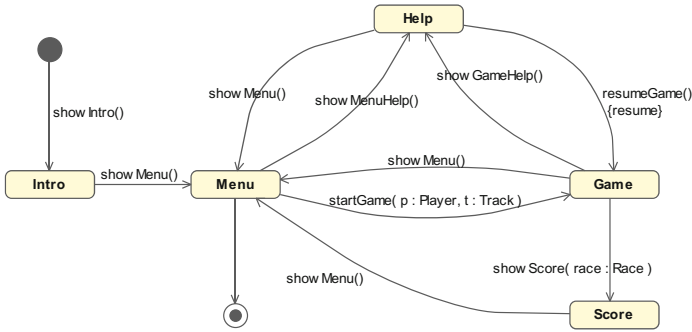 Help
show Menu()
show MenuHelp()
show GameHelp()
resumeGame()
{resume}
show Intro()
Intro
show Menu()
Menu
show Menu()
startGame( p : Player, t : Track )
Game
show Score( race : Race )
show Menu()
Score